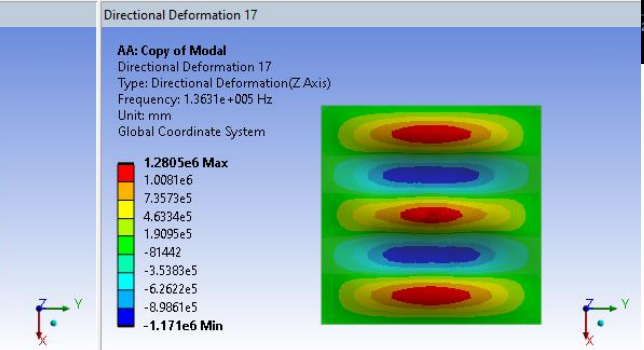 Directional Deformation 17
AA: Copy of Modal
Directional Deformation 17
Type: Directional Deformation(Z Axis)
Frequency: 1.3631e+005 Hz
Unit: mm
Global Coordinate System
1.2805e6 Max
1.0081e6
7.3573e5
4.6334e5
1.9095e5
-81442
-3.5383e5
-6.2622e5
-8.9861e5
-1.171e6 Min
Z Y
X
Z Y
X